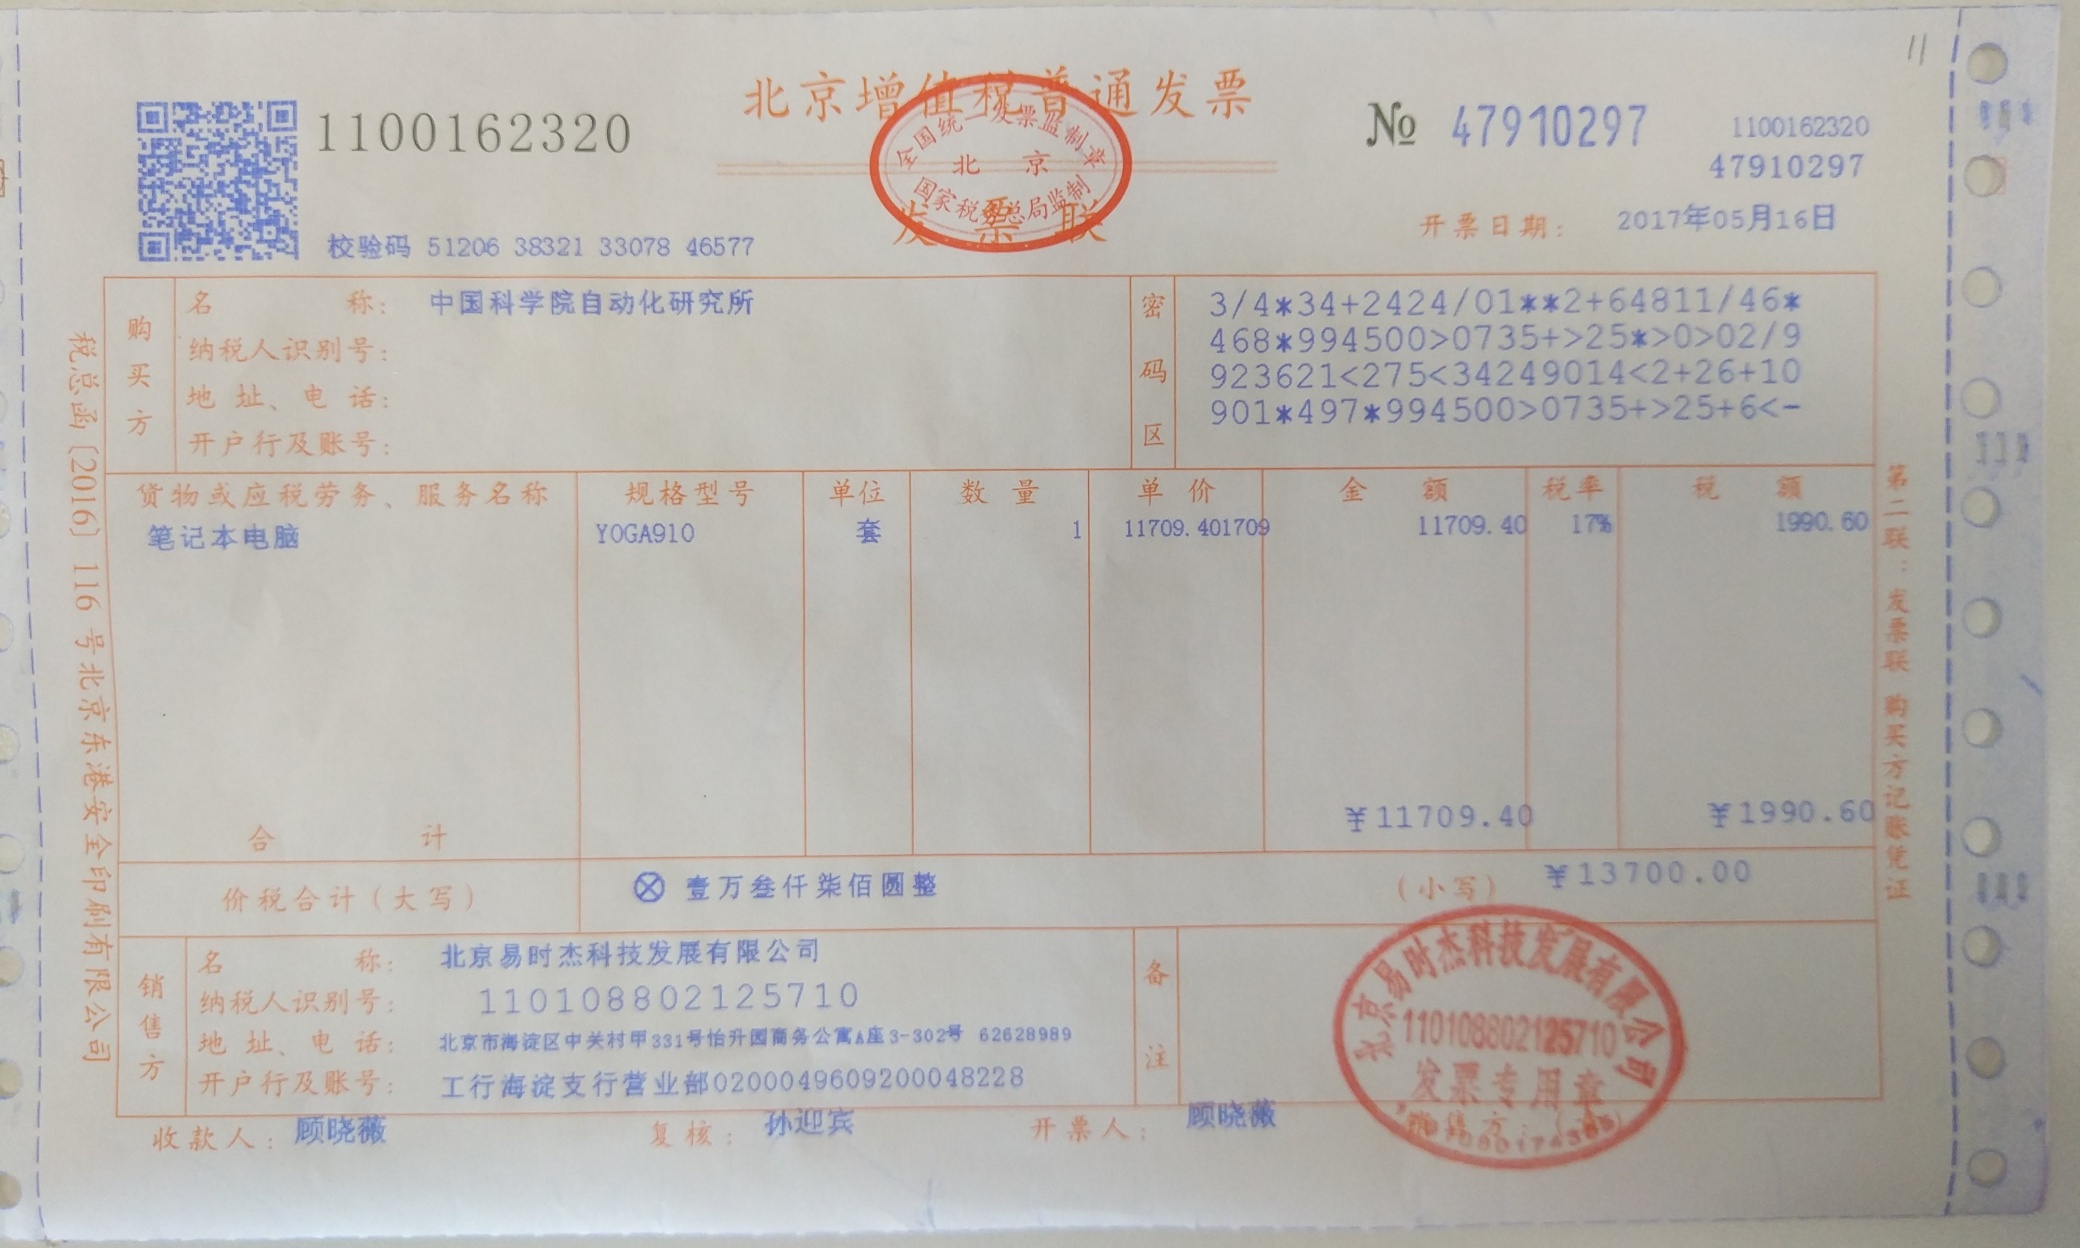 11
北京增值税普通发票
1100162320
全国统一发票监制章
北京
国家税务总局监制
发票联
№ 47910297
1100162320
47910297
校验码 51206 38321 33078 46577
开票日期: 2017年05月16日
购买方
名称: 中国科学院自动化研究所
纳税人识别号:
地址、电话:
开户行及账号:
密码区
3/4*34+2424/01**2+64811/46*
468*994500>0735+>25*>0>02/9
923621<275<34249014<2+26+10
901*497*994500>0735+>25+6<-
货物或应税劳务、服务名称 规格型号 单位 数量 单价 金额 税率 税额
笔记本电脑 YOGA910 套 1 11709.401709 11709.40 17% 1990.60
合计 ¥11709.40 ¥1990.60
价税合计(大写) ⊗ 壹万叁仟柒佰圆整 (小写) ¥13700.00
销售方
名称: 北京易时杰科技发展有限公司
纳税人识别号: 110108802125710
地址、电话: 北京市海淀区中关村甲331号怡升园商务公寓A座3-302号 62628989
开户行及账号: 工行海淀支行营业部0200049609200048228
备注
北京易时杰科技发展有限公司
110108802125710
发票专用章
收款人: 顾晓薇 复核: 孙迎宾 开票人: 顾晓薇
税总函〔2016〕116号北京东港安全印刷有限公司
第二联:发票联 购买方记账凭证